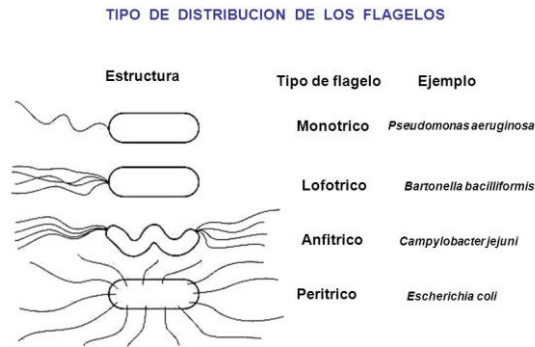 TIPO DE DISTRIBUCION DE LOS FLAGELOS
Estructura Tipo de flagelo Ejemplo
Monotrico Pseudomonas aeruginosa
Lofotrico Bartonella bacilliformis
Anfitrico Campylobacter jejuni
Peritrico Escherichia coli